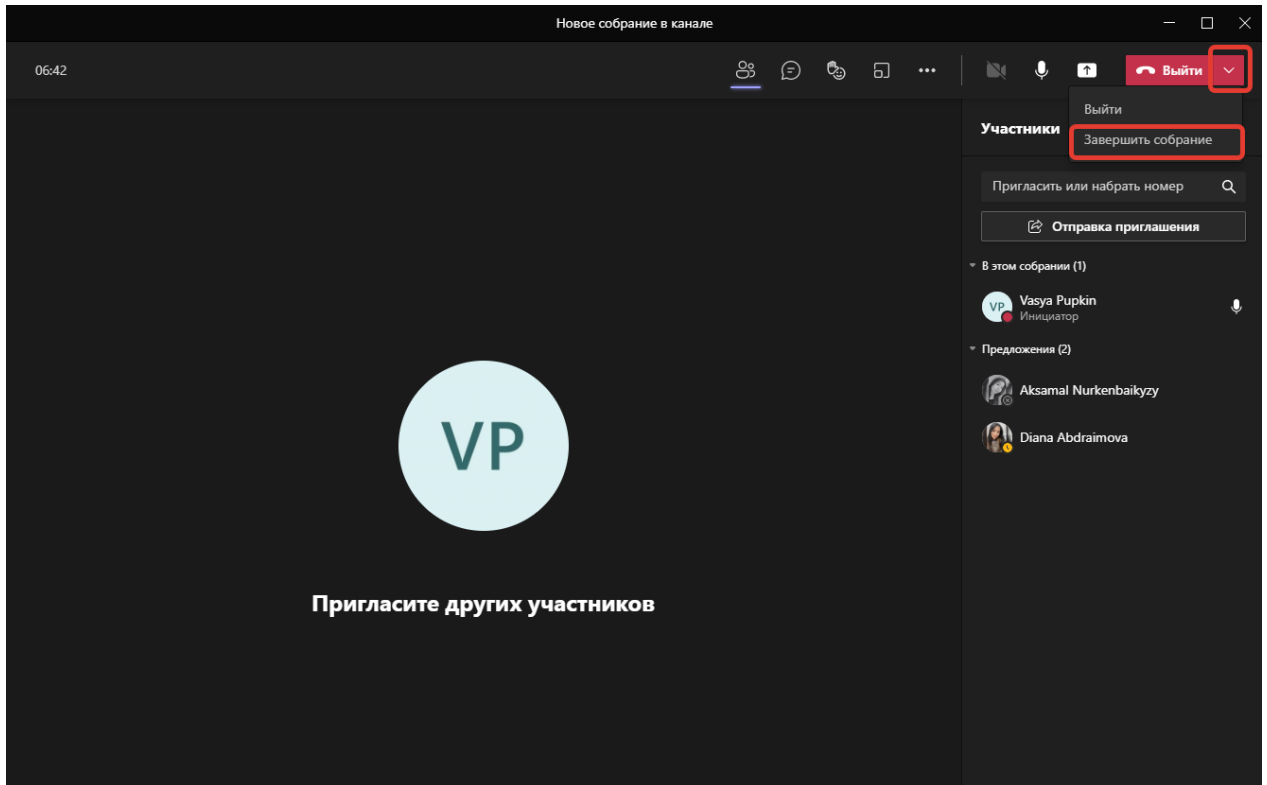 Новое собрание в канале
06:42
Выйти
Выйти
Завершить собрание
Участники
Пригласить или набрать номер
Отправка приглашения
В этом собрании (1)
VP
Vasya Pupkin
Инициатор
Предложения (2)
Aksamal Nurkenbaikyzy
Diana Abdraimova
VP
Пригласите других участников